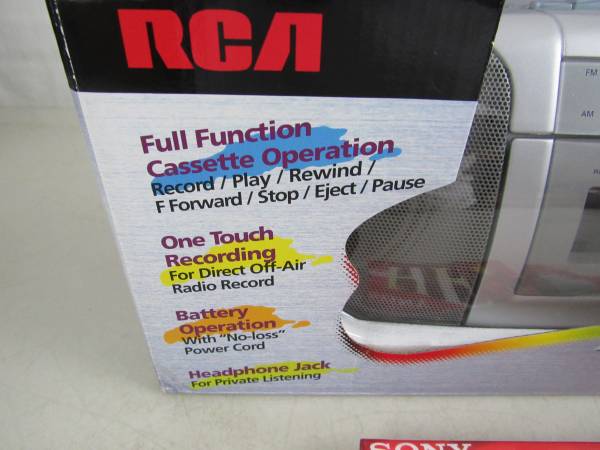 RCA
Full Function
Cassette Operation
Record / Play / Rewind /
F Forward / Stop / Eject / Pause
One Touch
Recording
For Direct Off-Air
Radio Record
Battery
Operation
With "No-loss"
Power Cord
Headphone Jack
For Private Listening
FM
AM
SONY